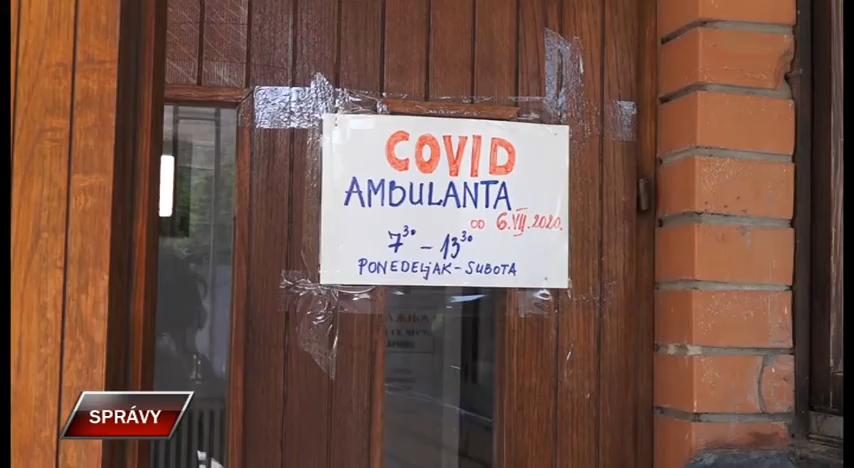 COVID
AMBULANTA
OD 6.VII.2020.
7³⁰ - 13³⁰
PONEDELjAK - SUBOTA
SPRÁVY